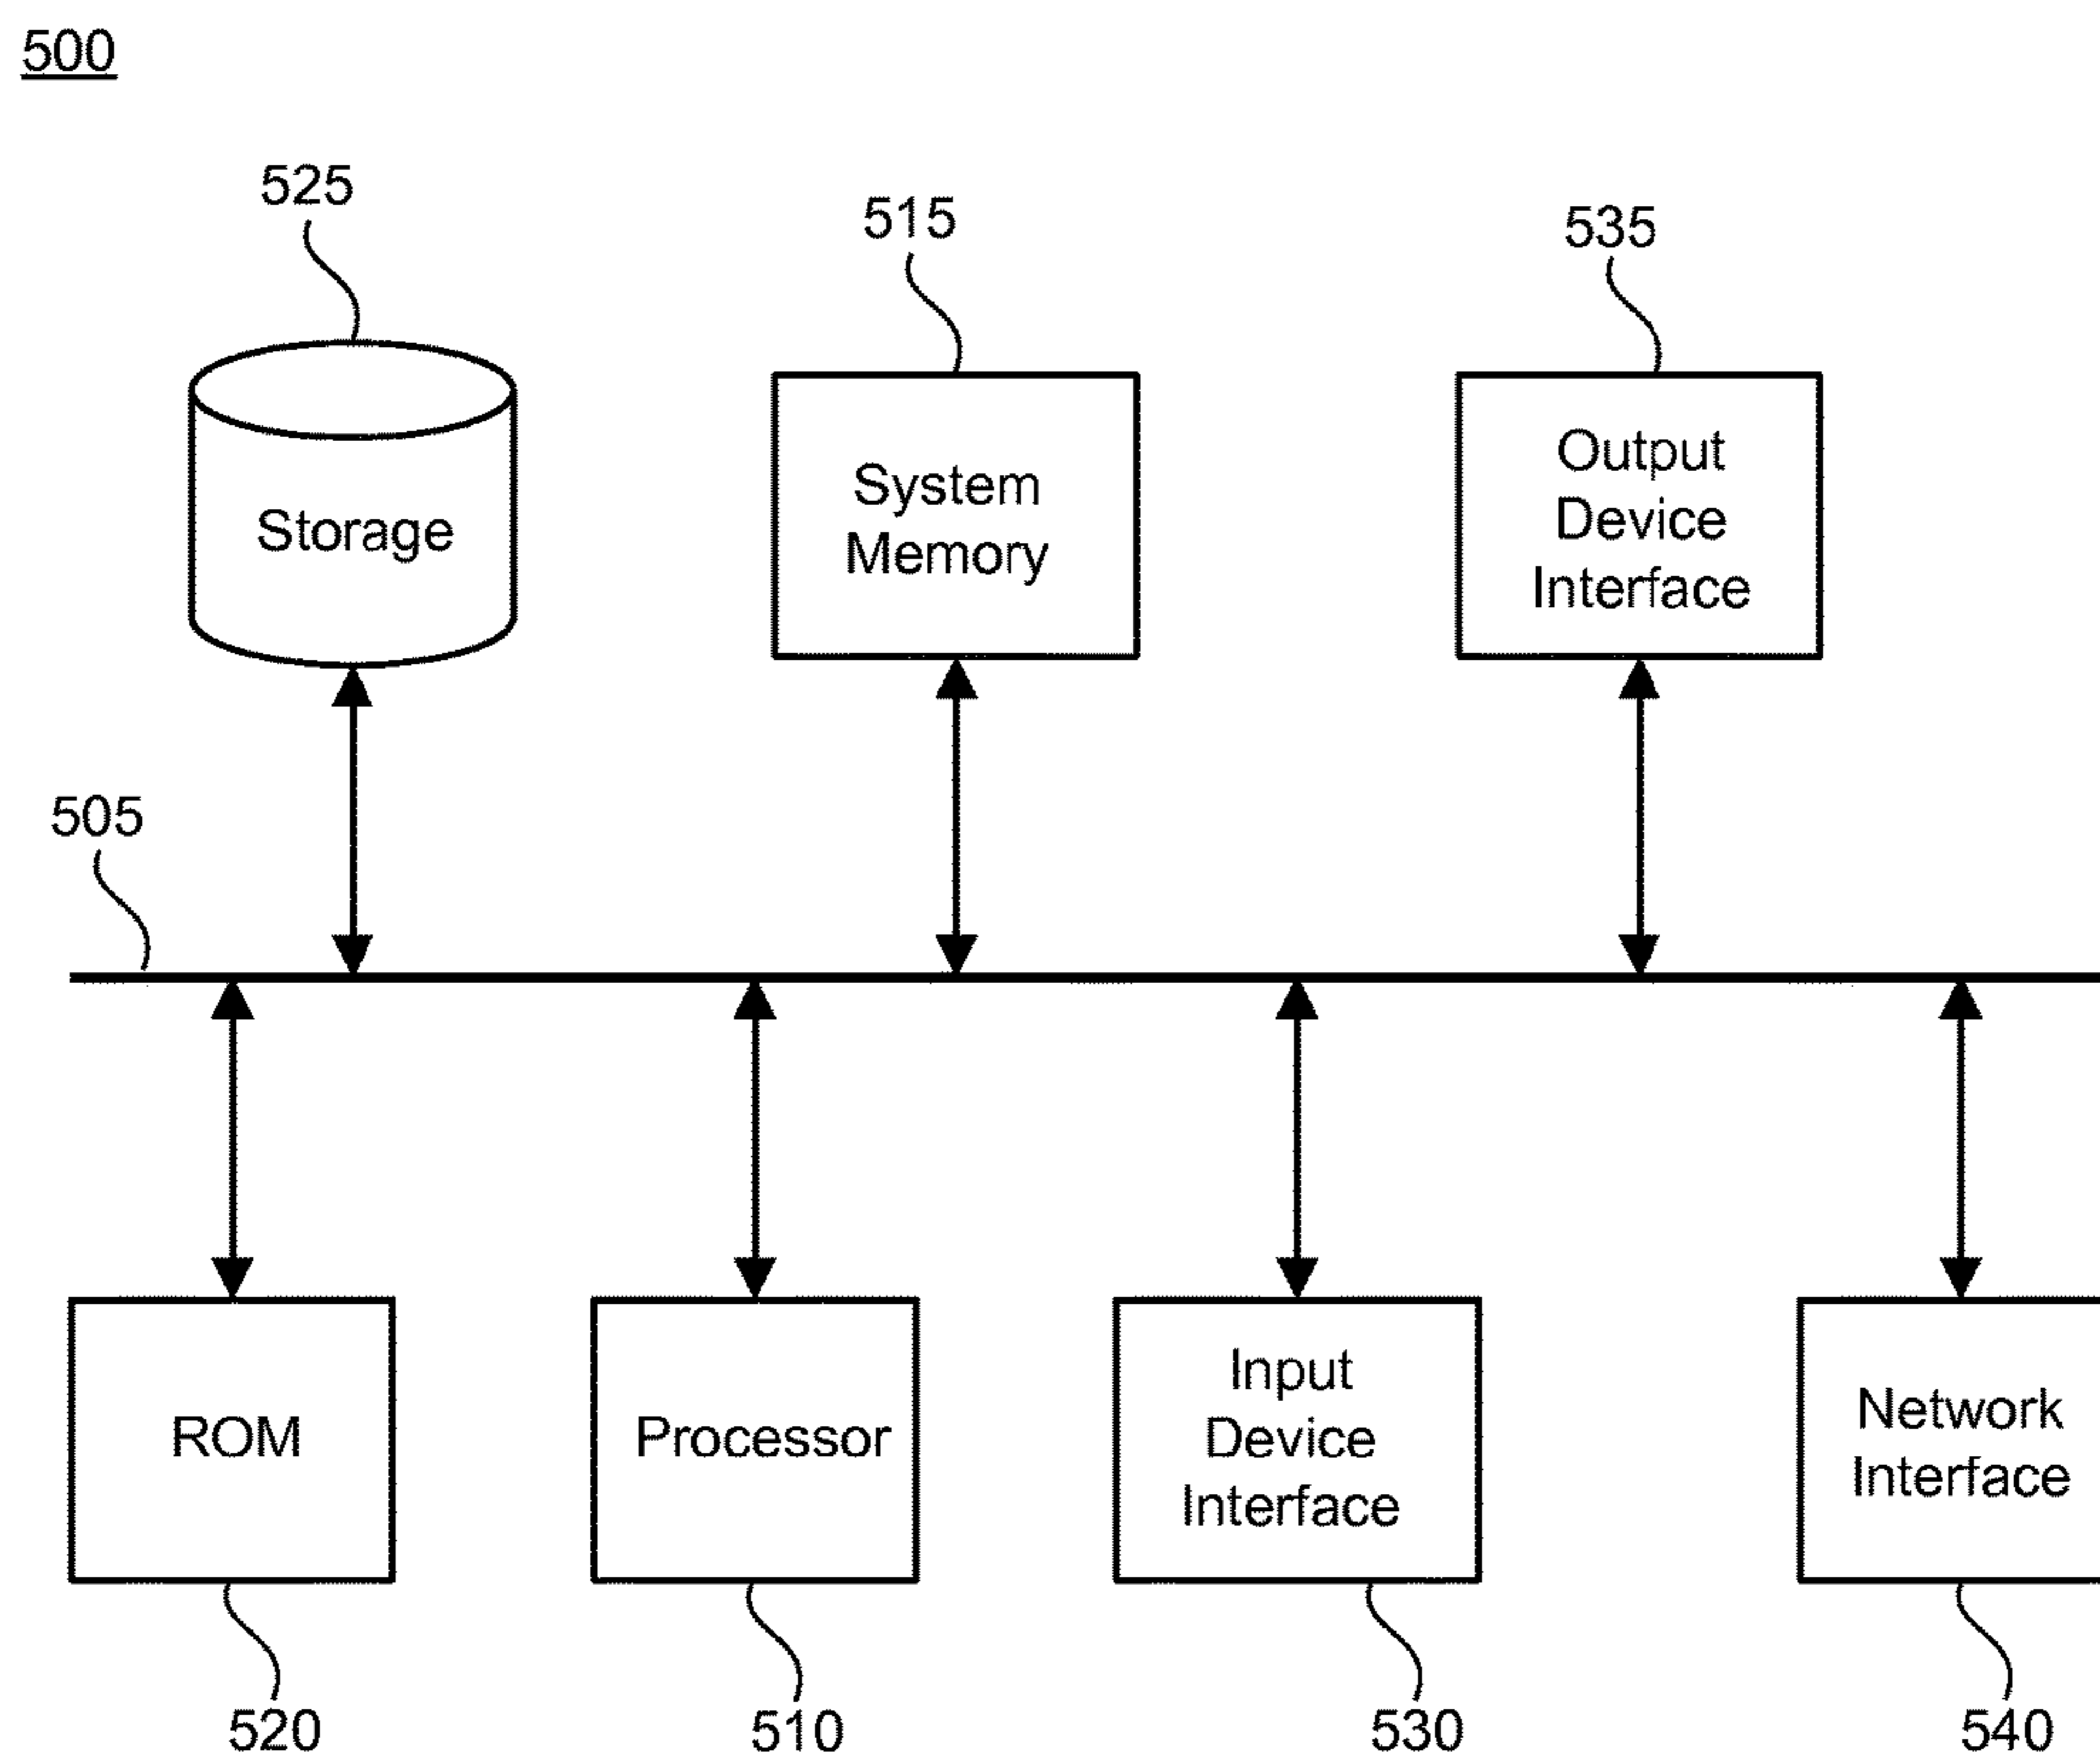 500
525
515
535
Storage
System
Memory
Output
Device
Interface
505
ROM
Processor
Input
Device
Interface
Network
Interface
520
510
530
540